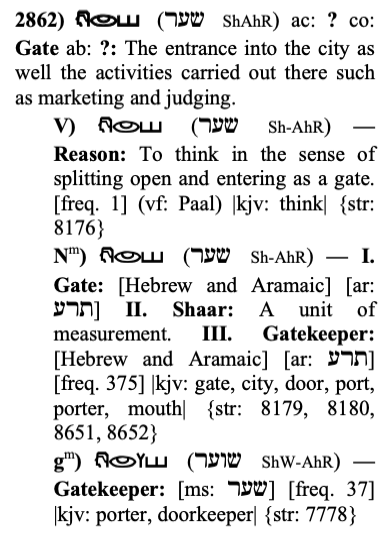 2862) (שער ShAhR) ac: ? co:
Gate ab: ?: The entrance into the city as
well the activities carried out there such
as marketing and judging.
V) (שער Sh-AhR) —
Reason: To think in the sense of
splitting open and entering as a gate.
[freq. 1] (vf: Paal) |kjv: think| {str:
8176}
Nᵐ) (שער Sh-AhR) — I.
Gate: [Hebrew and Aramaic] [ar:
תרע] II. Shaar: A unit of
measurement. III. Gatekeeper:
[Hebrew and Aramaic] [ar: תרע]
[freq. 375] |kjv: gate, city, door, port,
porter, mouth| {str: 8179, 8180,
8651, 8652}
gᵐ) (שוער ShW-AhR) —
Gatekeeper: [ms: שער] [freq. 37]
|kjv: porter, doorkeeper| {str: 7778}